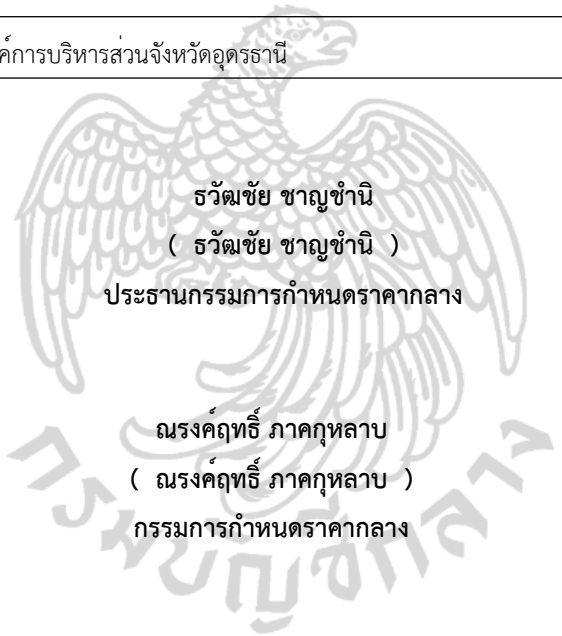 ค์การบริหารส่วนจังหวัดอุดรธานี
ธวัฒชัย ชาญชำนิ
( ธวัฒชัย ชาญชำนิ )
ประธานกรรมการกำหนดราคากลาง
ณรงค์ฤทธิ์ ภาคกุหลาบ
( ณรงค์ฤทธิ์ ภาคกุหลาบ )
กรรมการกำหนดราคากลาง
กรมบัญชีกลาง